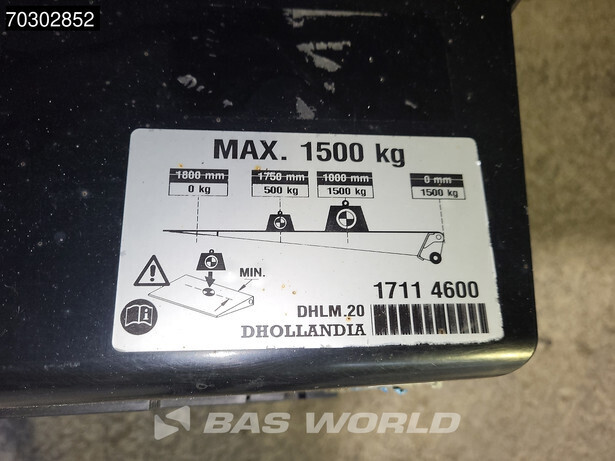 70302852
MAX. 1500 kg
1800 mm 1750 mm 1000 mm 0 mm
0 kg 500 kg 1500 kg 1500 kg
MIN.
1711 4600
DHLM.20
DHOLLANDIA
BAS WORLD